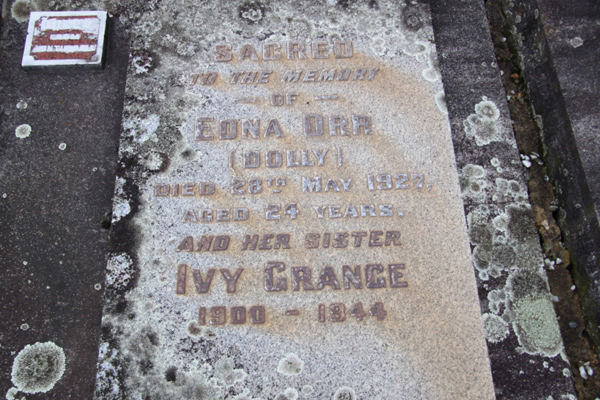 SACRED
TO THE MEMORY
— OF —
EDNA ORR
(DOLLY)
DIED 28TH MAY 1927,
AGED 24 YEARS.
AND HER SISTER
IVY GRANGE
1900 - 1944